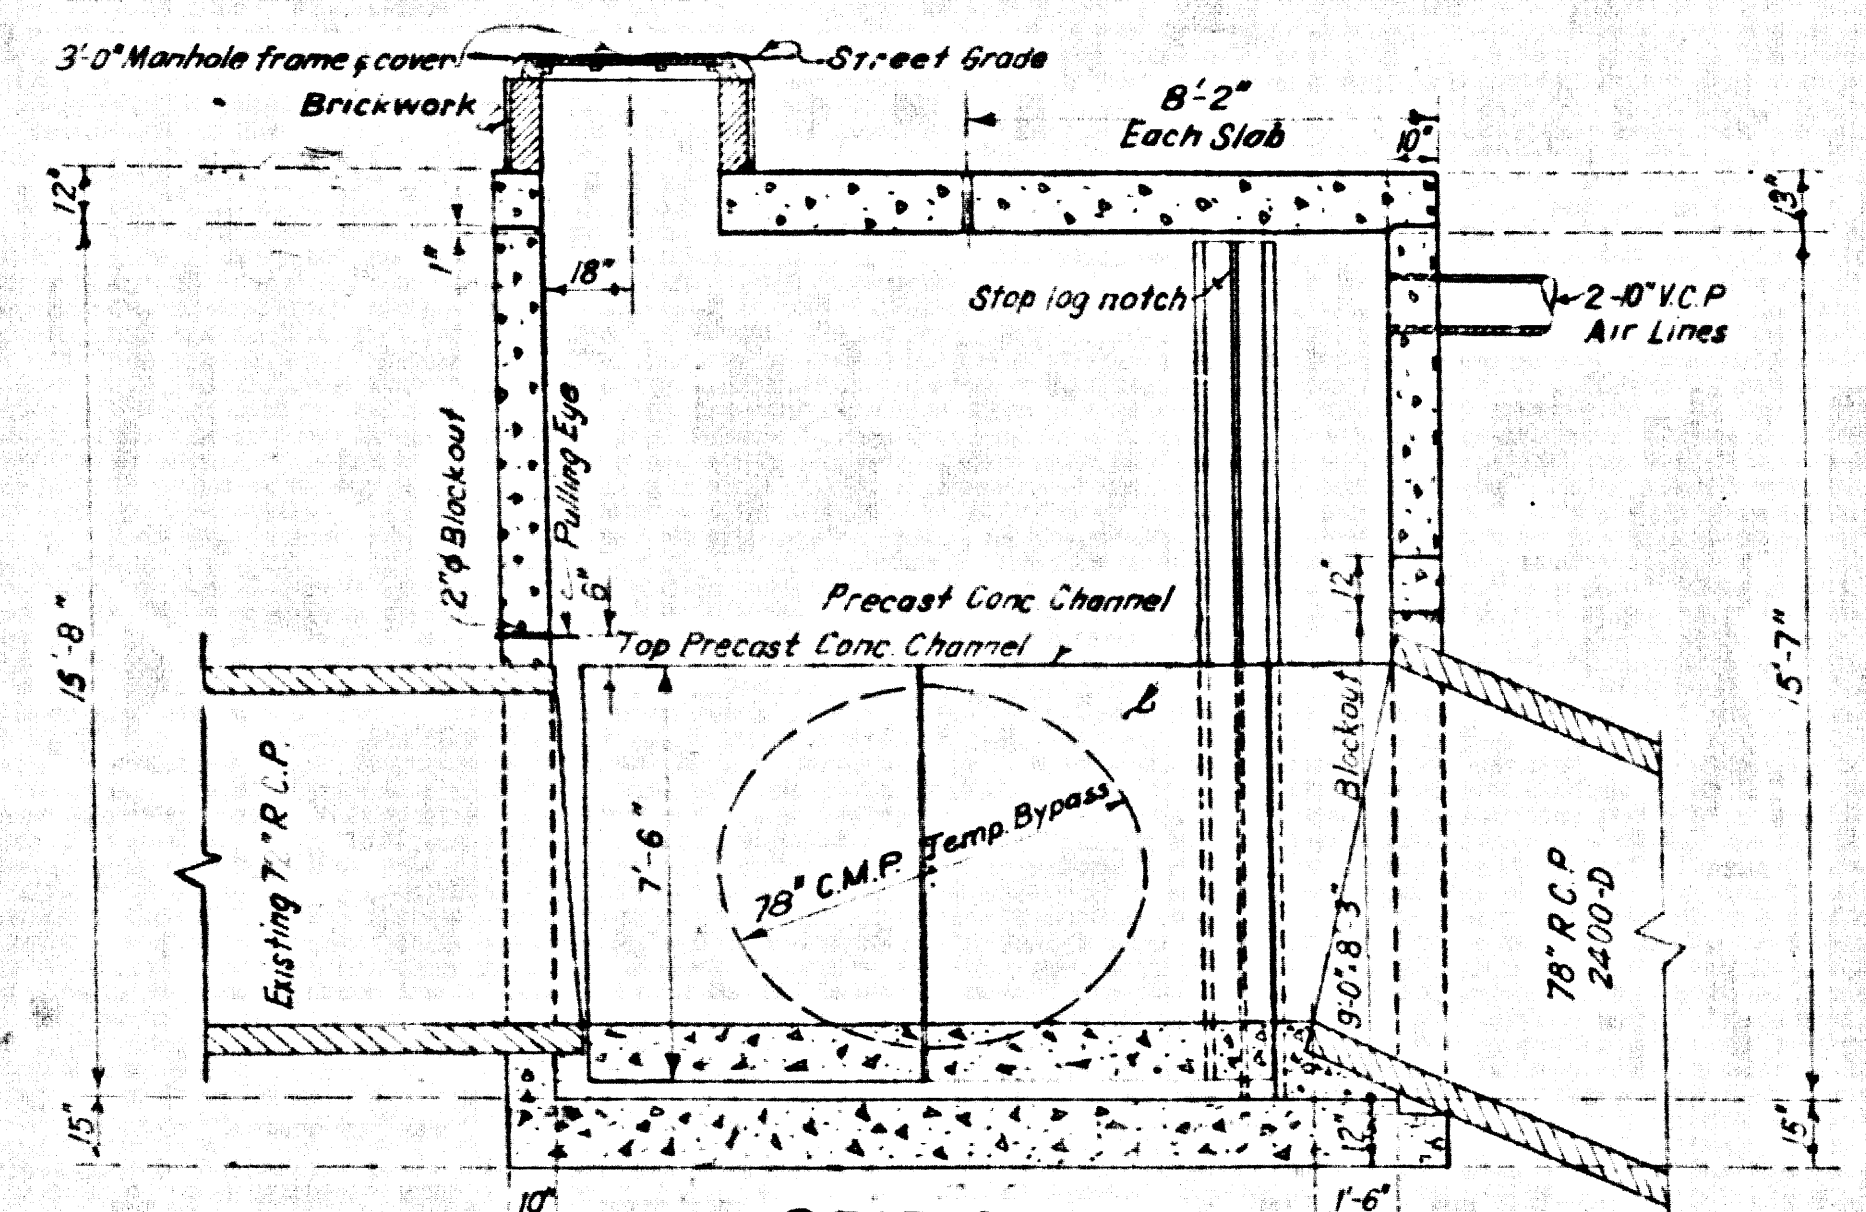 3'-0" Manhole frame & cover
Street Grade
Brickwork
8'-2"
Each Slab
10"
12"
13"
1"
18"
Stop log notch
2-10" V.C.P
Air Lines
2"ϕ Blackout
Pulling Eye
6"
12"
Precast Conc. Channel
Top Precast Conc. Channel
15'-8"
15'-7"
Existing R.C.P.
7'-6"
78" C.M.P. Temp. Bypass
Blockout
9'-0" 8'-3"
78" R.C.P
2400-D
15"
12"
15"
10"
1'-6"